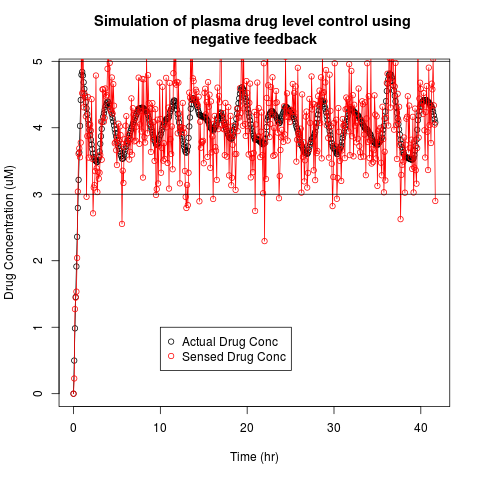 Simulation of plasma drug level control using
negative feedback
Drug Concentration (uM)
5
4
3
2
1
0
Actual Drug Conc
Sensed Drug Conc
0 10 20 30 40
Time (hr)